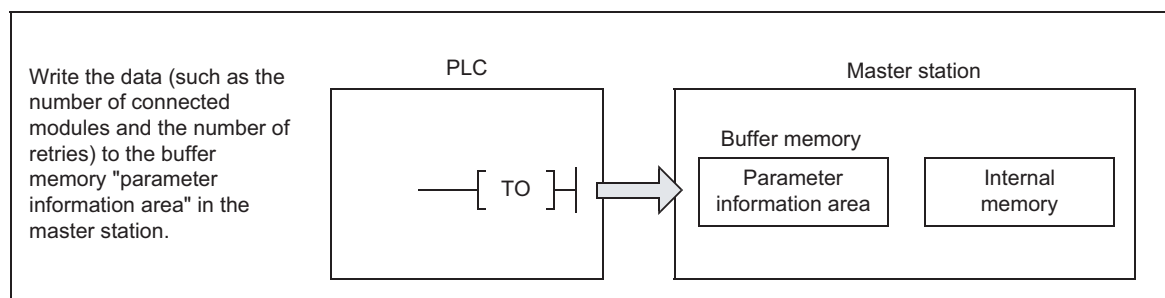 Write the data (such as the
number of connected
modules and the number of
retries) to the buffer
memory "parameter
information area" in the
master station.
PLC
TO
Master station
Buffer memory
Parameter
information area
Internal
memory